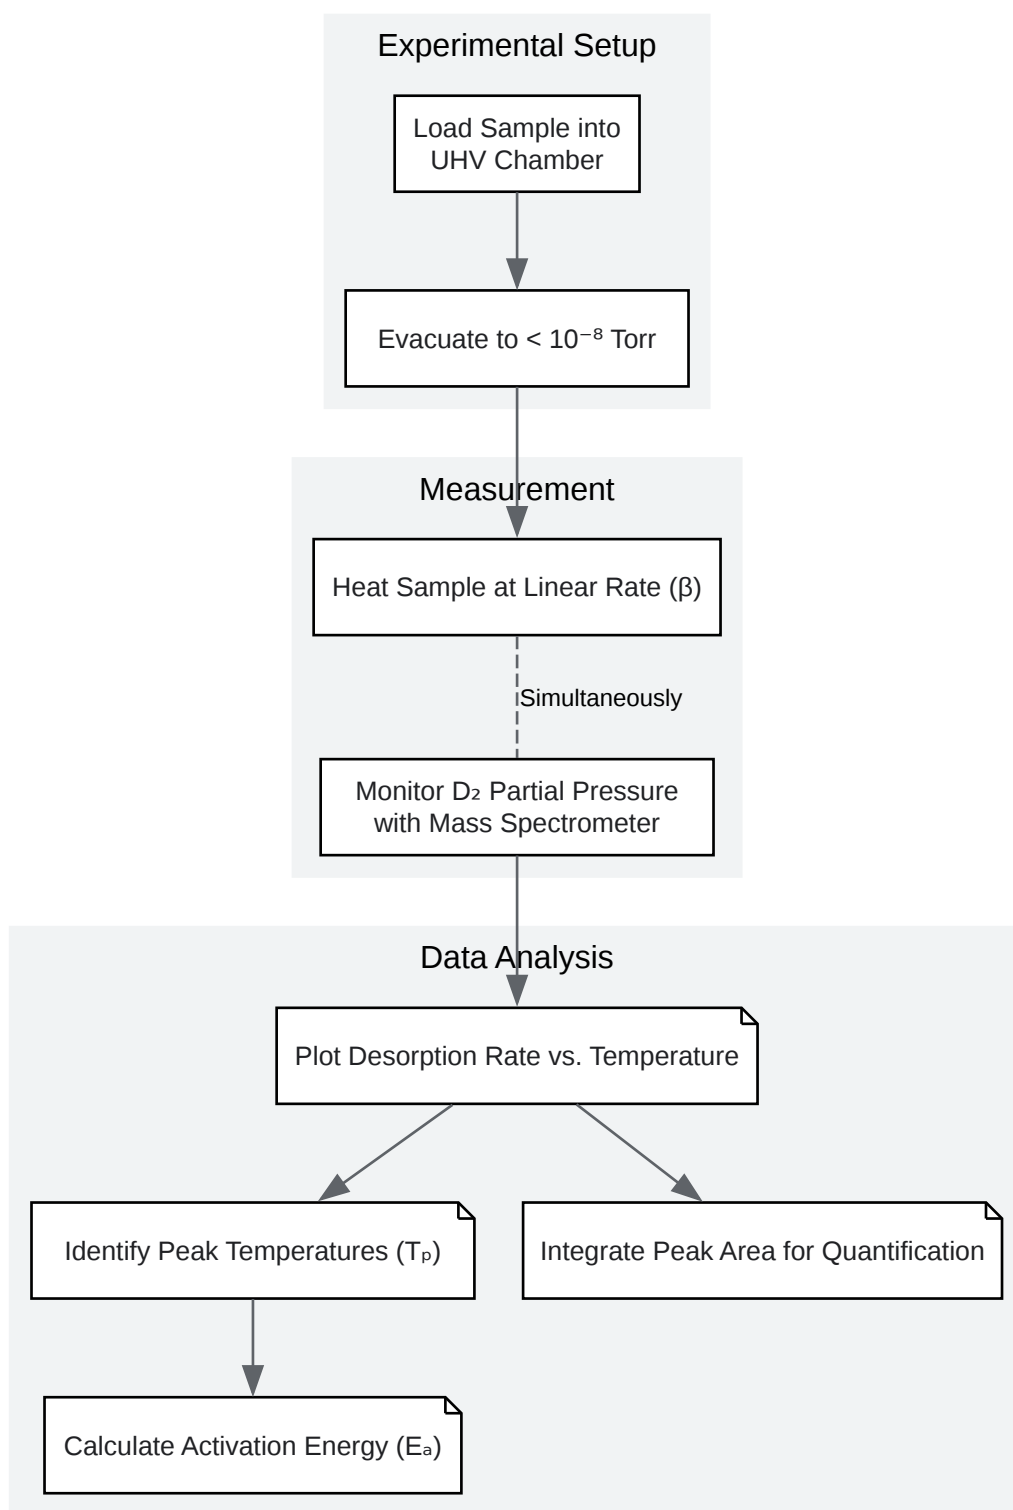 Experimental Setup
Load Sample into
UHV Chamber
Evacuate to < 10⁻⁸ Torr
Measurement
Heat Sample at Linear Rate (β)
Simultaneously
Monitor D₂ Partial Pressure
with Mass Spectrometer
Data Analysis
Plot Desorption Rate vs. Temperature
Identify Peak Temperatures (Tₚ)
Integrate Peak Area for Quantification
Calculate Activation Energy (Eₐ)